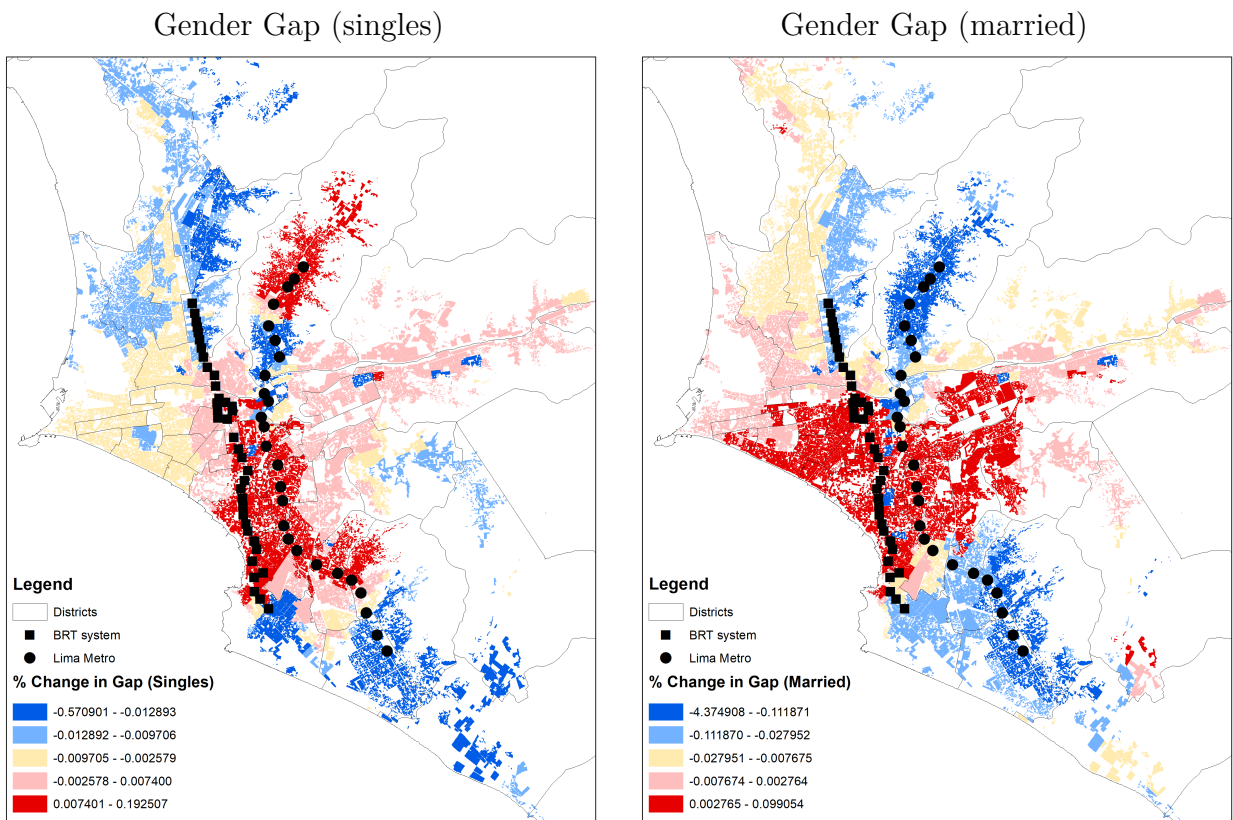 Gender Gap (singles)
Legend
Districts
BRT system
Lima Metro
% Change in Gap (Singles)
-0.570901 - -0.012893
-0.012892 - -0.009706
-0.009705 - -0.002579
-0.002578 - 0.007400
0.007401 - 0.192507
Gender Gap (married)
Legend
Districts
BRT system
Lima Metro
% Change in Gap (Married)
-4.374908 - -0.111871
-0.111870 - -0.027952
-0.027951 - -0.007675
-0.007674 - 0.002764
0.002765 - 0.099054